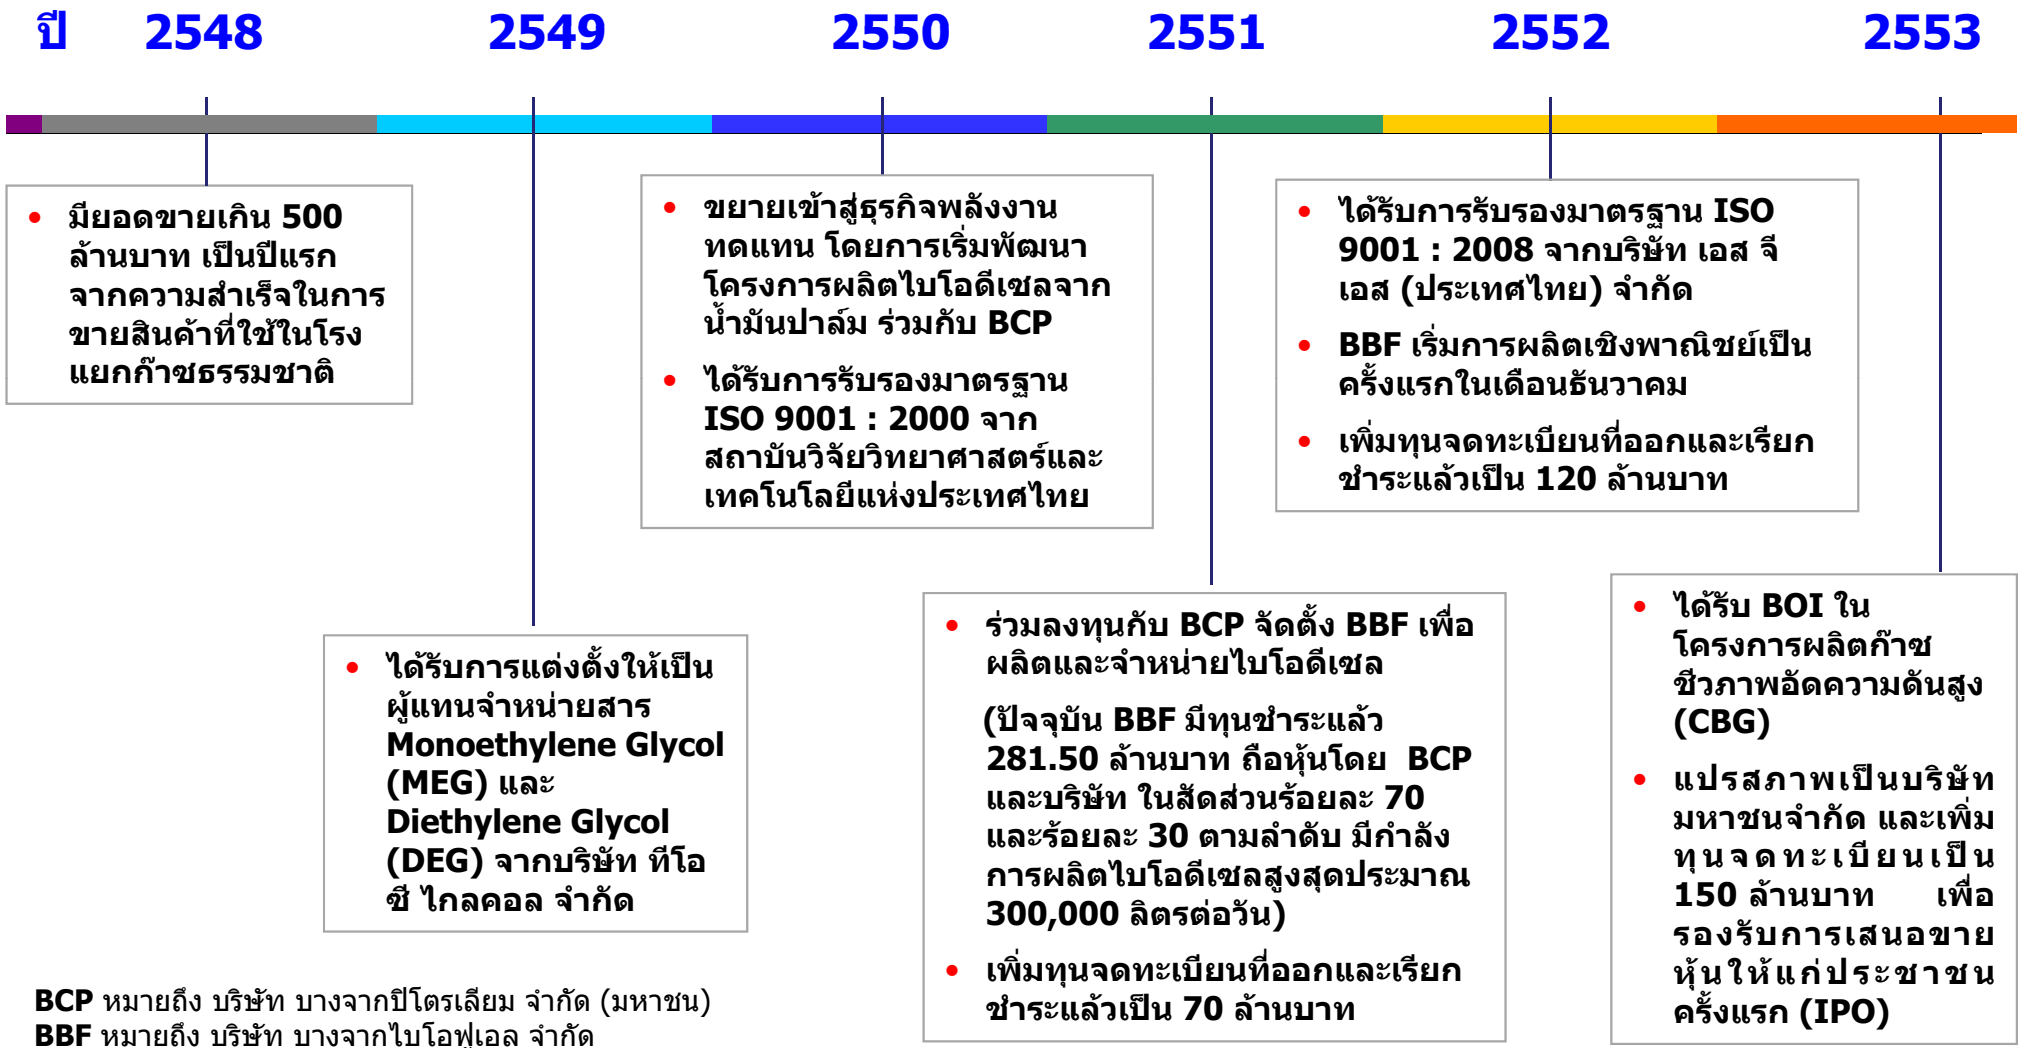 ปี 2548 2549 2550 2551 2552 2553
• มียอดขายเกิน 500
ล้านบาท เป็นปีแรก
จากความสำเร็จในการ
ขายสินค้าที่ใช้ในโรง
แยกก๊าซธรรมชาติ
• ได้รับการแต่งตั้งให้เป็น
ผู้แทนจำหน่ายสาร
Monoethylene Glycol
(MEG) และ
Diethylene Glycol
(DEG) จากบริษัท ทีโอ
ซี ไกลคอล จำกัด
• ขยายเข้าสู่ธุรกิจพลังงาน
ทดแทน โดยการเริ่มพัฒนา
โครงการผลิตไบโอดีเซลจาก
น้ำมันปาล์ม ร่วมกับ BCP
• ได้รับการรับรองมาตรฐาน
ISO 9001 : 2000 จาก
สถาบันวิจัยวิทยาศาสตร์และ
เทคโนโลยีแห่งประเทศไทย
• ร่วมลงทุนกับ BCP จัดตั้ง BBF เพื่อ
ผลิตและจำหน่ายไบโอดีเซล
(ปัจจุบัน BBF มีทุนชำระแล้ว
281.50 ล้านบาท ถือหุ้นโดย BCP
และบริษัท ในสัดส่วนร้อยละ 70
และร้อยละ 30 ตามลำดับ มีกำลัง
การผลิตไบโอดีเซลสูงสุดประมาณ
300,000 ลิตรต่อวัน)
• เพิ่มทุนจดทะเบียนที่ออกและเรียก
ชำระแล้วเป็น 70 ล้านบาท
• ได้รับการรับรองมาตรฐาน ISO
9001 : 2008 จากบริษัท เอส จี
เอส (ประเทศไทย) จำกัด
• BBF เริ่มการผลิตเชิงพาณิชย์เป็น
ครั้งแรกในเดือนธันวาคม
• เพิ่มทุนจดทะเบียนที่ออกและเรียก
ชำระแล้วเป็น 120 ล้านบาท
• ได้รับ BOI ใน
โครงการผลิตก๊าซ
ชีวภาพอัดความดันสูง
(CBG)
• แปรสภาพเป็นบริษัท
มหาชนจำกัด และเพิ่ม
ทุนจดทะเบียนเป็น
150 ล้านบาท เพื่อ
รองรับการเสนอขาย
หุ้นให้แก่ประชาชน
ครั้งแรก (IPO)
BCP หมายถึง บริษัท บางจากปิโตรเลียม จำกัด (มหาชน)
BBF หมายถึง บริษัท บางจากไบโอฟูเอล จำกัด